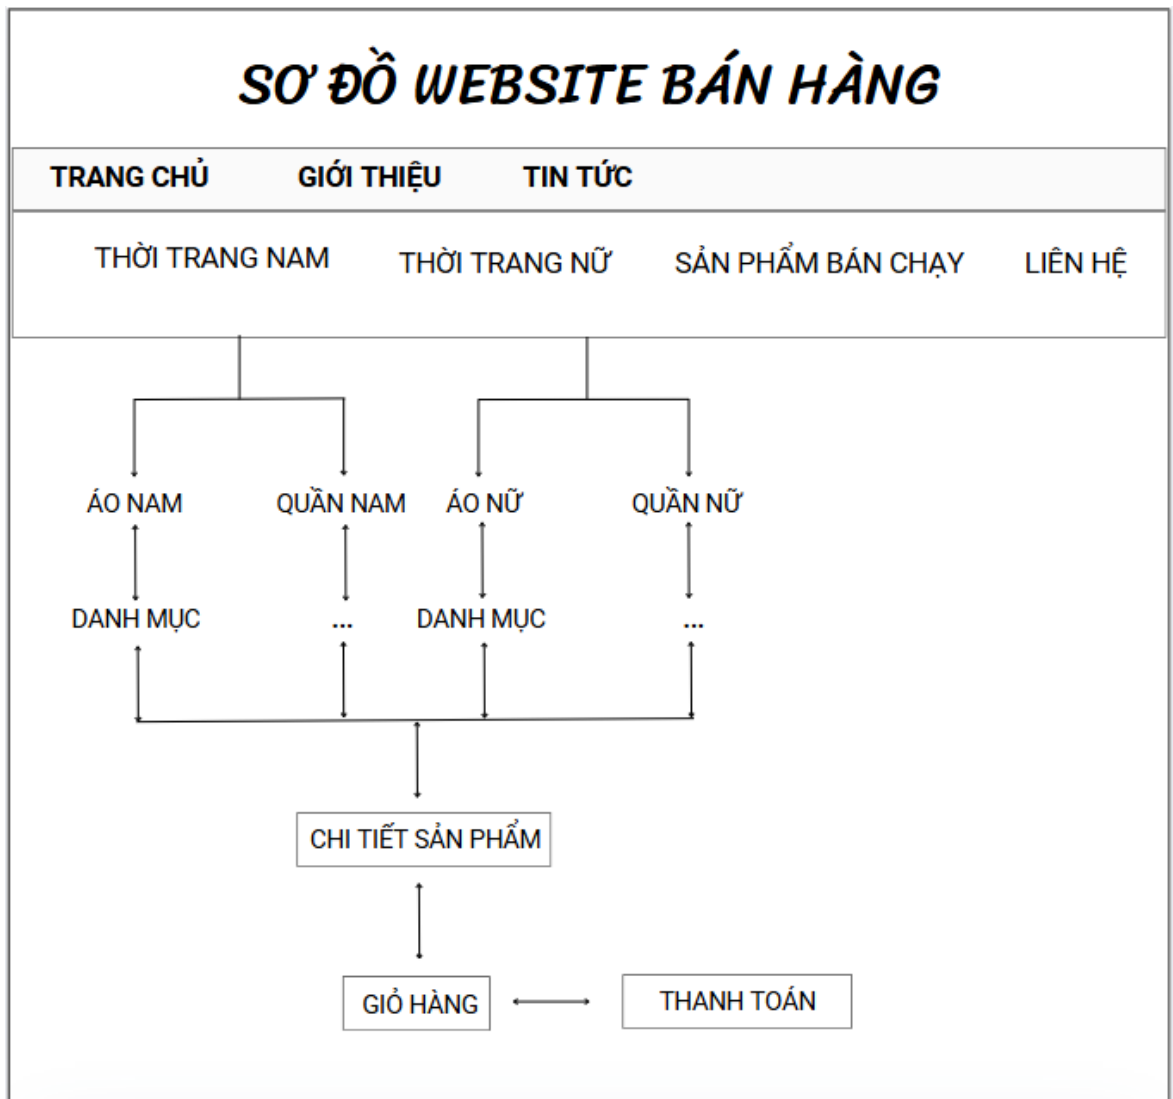 SƠ ĐỒ WEBSITE BÁN HÀNG
TRANG CHỦ GIỚI THIỆU TIN TỨC
THỜI TRANG NAM THỜI TRANG NỮ SẢN PHẨM BÁN CHẠY LIÊN HỆ
ÁO NAM QUẦN NAM ÁO NỮ QUẦN NỮ
DANH MỤC ... DANH MỤC ...
CHI TIẾT SẢN PHẨM
GIỎ HÀNG THANH TOÁN